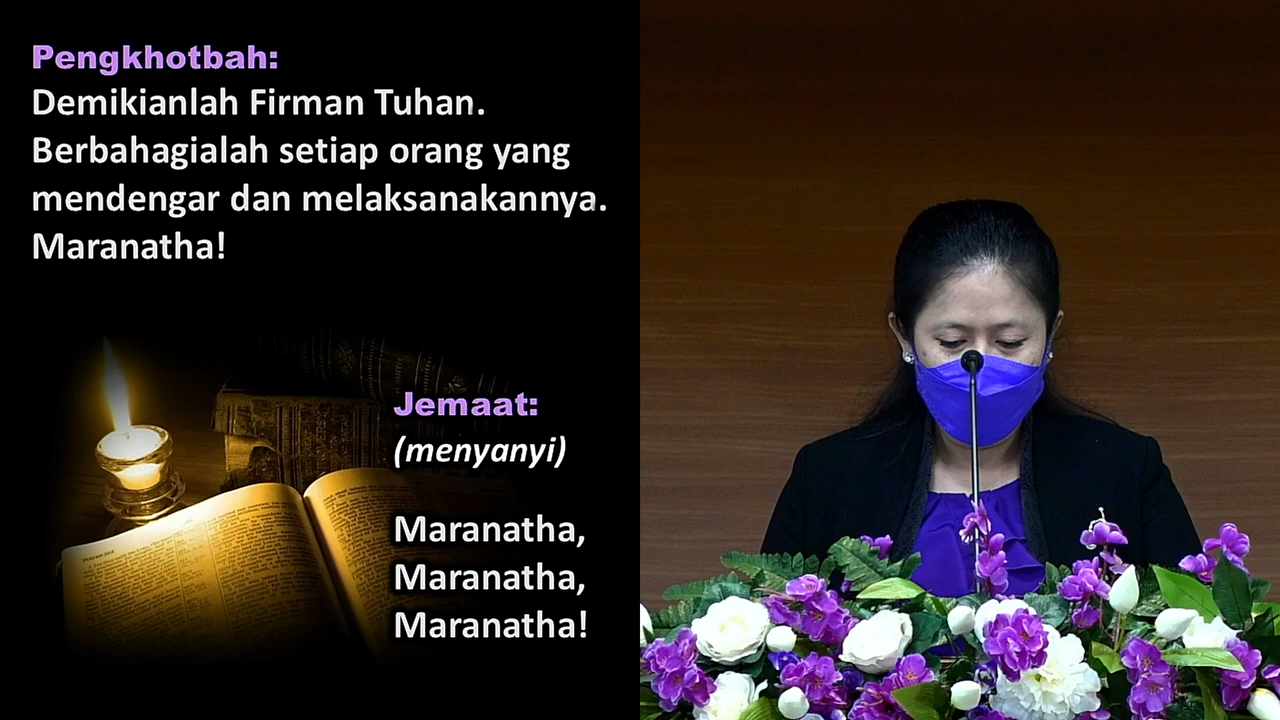 Pengkhotbah:
Demikianlah Firman Tuhan.
Berbahagialah setiap orang yang
mendengar dan melaksanakannya.
Maranatha!
Jemaat:
(menyanyi)
Maranatha,
Maranatha,
Maranatha!